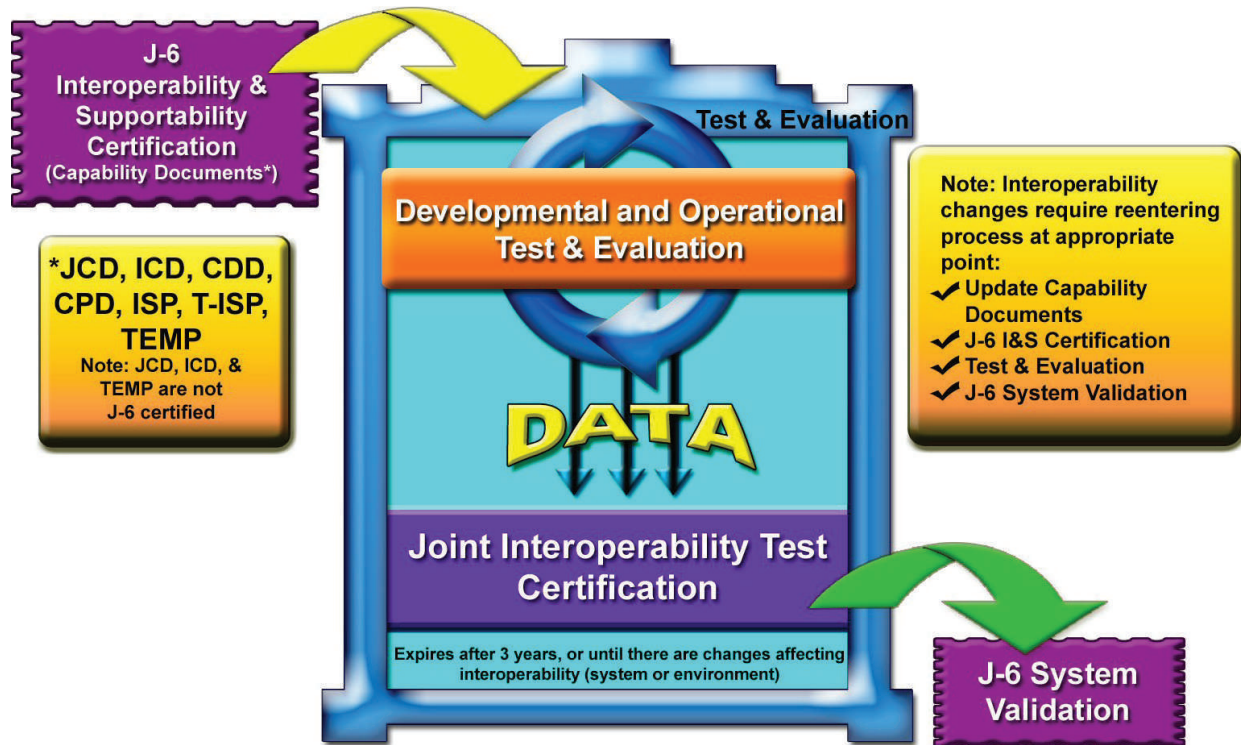 J-6
Interoperability &
Supportability
Certification
(Capability Documents*)
*JCD, ICD, CDD,
CPD, ISP, T-ISP,
TEMP
Note: JCD, ICD, &
TEMP are not
J-6 certified
Test & Evaluation
Developmental and Operational
Test & Evaluation
DATA
Joint Interoperability Test
Certification
Expires after 3 years, or until there are changes affecting
interoperability (system or environment)
Note: Interoperability
changes require reentering
process at appropriate
point:
Update Capability
Documents
J-6 I&S Certification
Test & Evaluation
J-6 System Validation
J-6 System
Validation